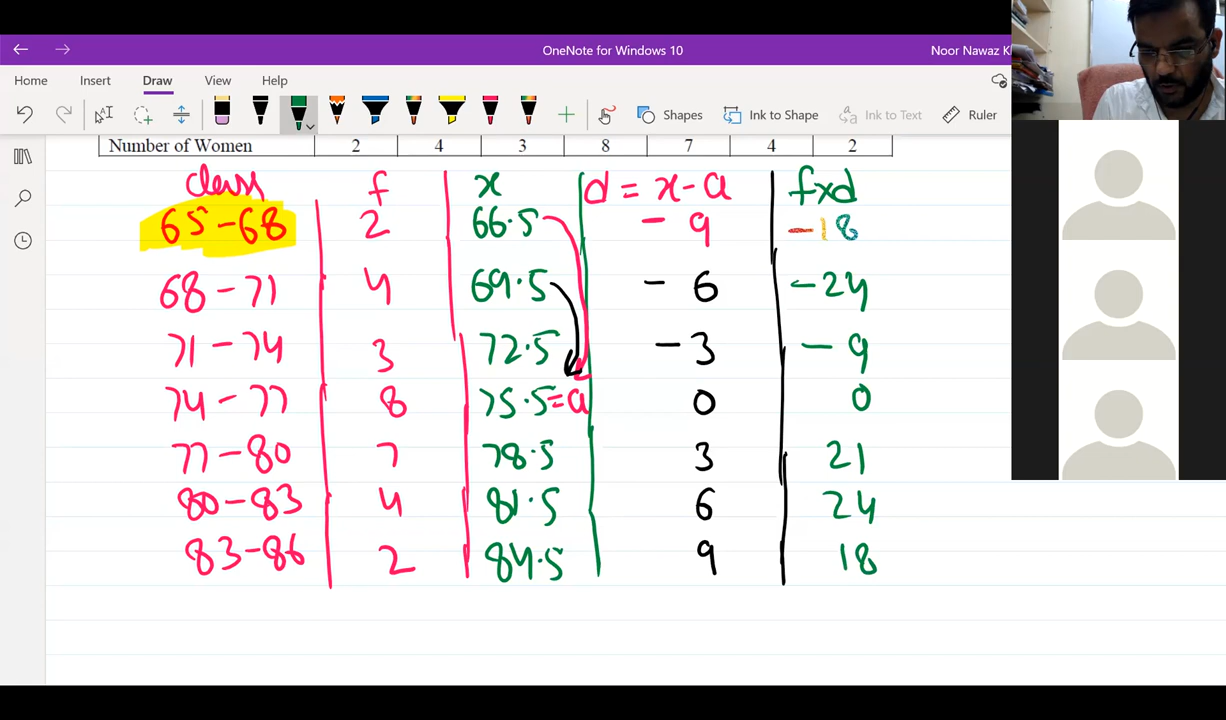 OneNote for Windows 10
Noor Nawaz K
Home Insert Draw View Help
Shapes Ink to Shape Ink to Text Ruler
Number of Women 2 4 3 8 7 4 2
class f x d = x - a fxd
65-68 2 66.5 - 9 -18
68-71 4 69.5 - 6 -24
71-74 3 72.5 - 3 - 9
74-77 8 75.5=a 0 0
77-80 7 78.5 3 21
80-83 4 81.5 6 24
83-86 2 84.5 9 18